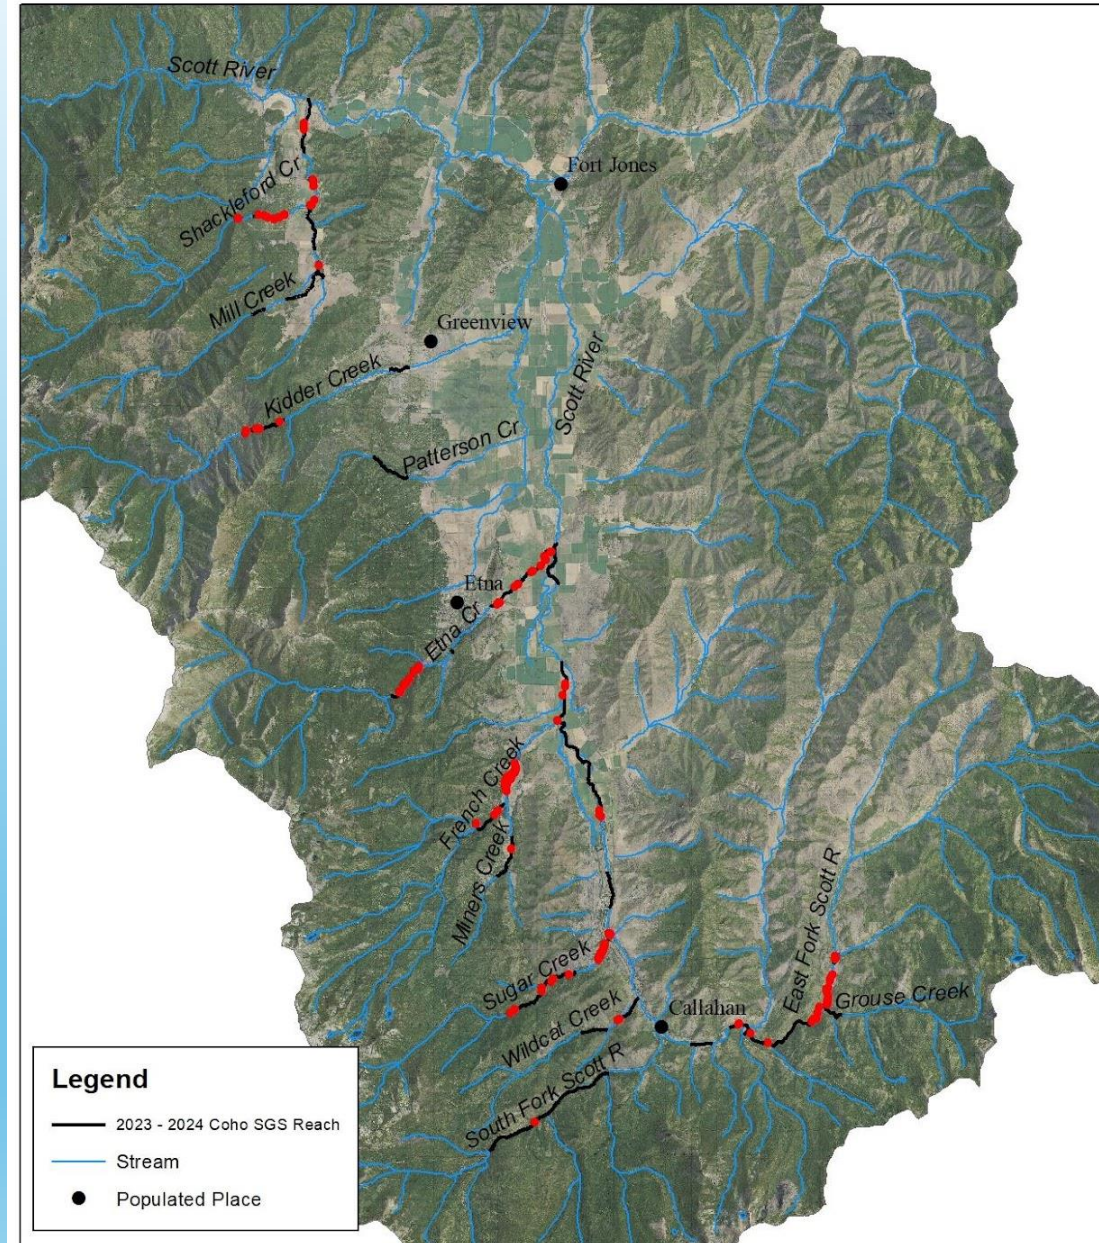 Scott River
Fort Jones
Shackleford Cr
Mill Creek
Greenview
Kidder Creek
Scott River
Patterson Cr
Etna
Etna Cr
French Creek
Miners Creek
East Fork Scott R
Sugar Creek
Grouse Creek
Wildcat Creek
Callahan
South Fork Scott R
Legend
2023 - 2024 Coho SGS Reach
Stream
Populated Place